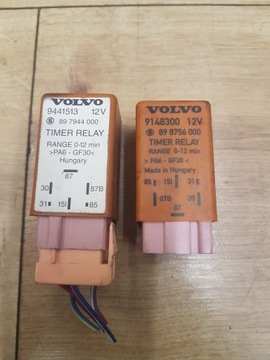 VOLVO
9441513 12V
S 89 7944 000
TIMER RELAY
RANGE 0-12 min
>PA6 - GF30<
Hungary
87
30 87B
31 15I 85
VOLVO
9148300 12V
S 89 8756 000
TIMER RELAY
RANGE 0-12 min
>PA6 - GF30<
Made in Hungary
85 15I 31
87B 30
87